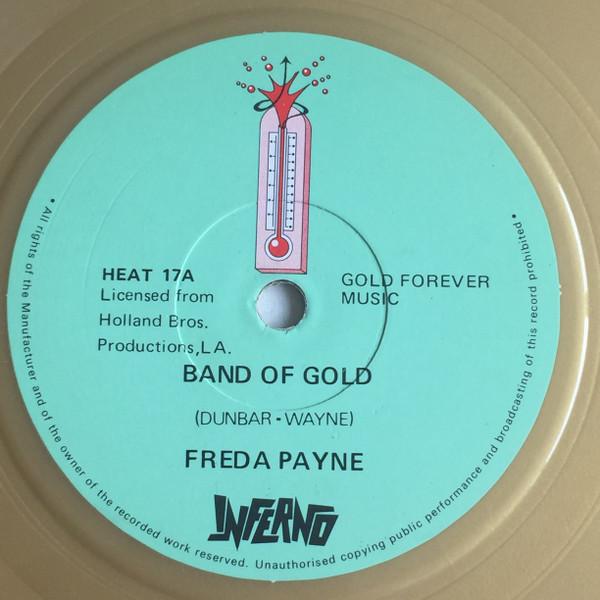 HEAT 17A
Licensed from
Holland Bros.
Productions,LA.
GOLD FOREVER
MUSIC
BAND OF GOLD
(DUNBAR - WAYNE)
FREDA PAYNE
INFERNO
• All rights of the Manufacturer and of the owner of the recorded work reserved. Unauthorised copying public performance and broadcasting of this record prohibited. •